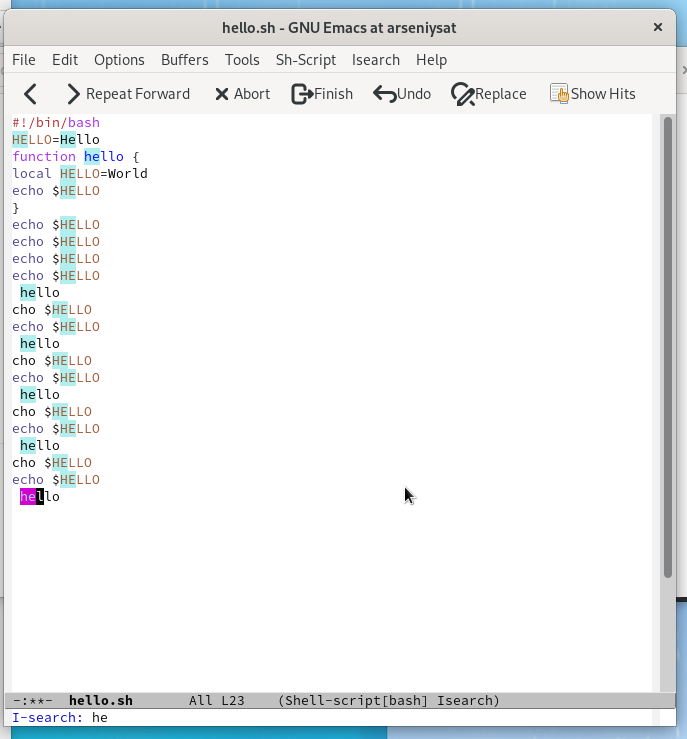 hello.sh - GNU Emacs at arseniysat
File Edit Options Buffers Tools Sh-Script Isearch Help
Repeat Forward Abort Finish Undo Replace Show Hits
#!/bin/bash
HELLO=Hello
function hello {
local HELLO=World
echo $HELLO
}
echo $HELLO
echo $HELLO
echo $HELLO
echo $HELLO
 hello
cho $HELLO
echo $HELLO
 hello
cho $HELLO
echo $HELLO
 hello
cho $HELLO
echo $HELLO
 hello
cho $HELLO
echo $HELLO
 hello
-:**-  hello.sh       All L23    (Shell-script[bash] Isearch)
I-search: he